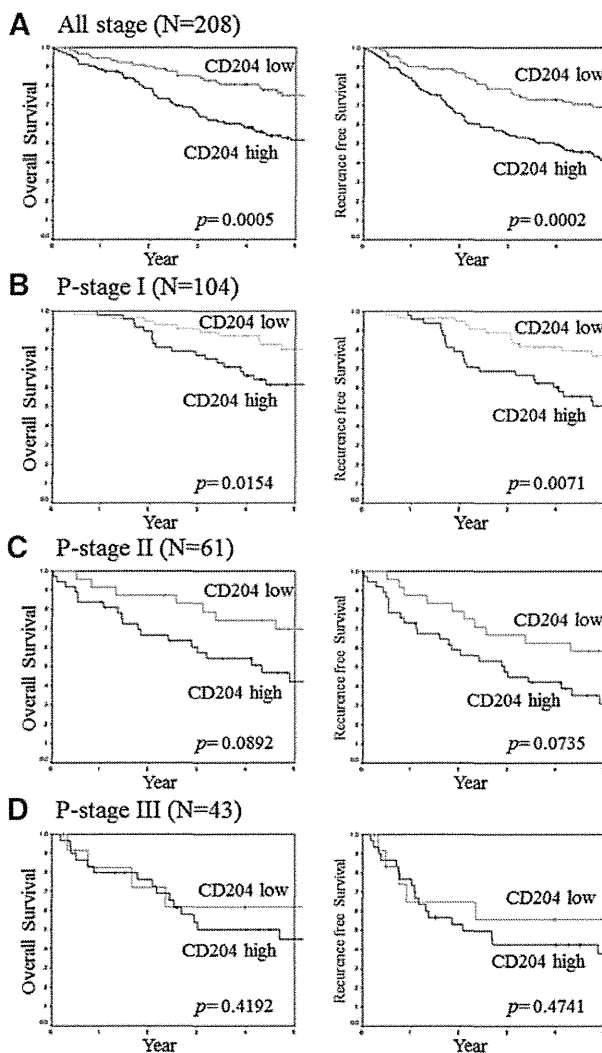 A All stage (N=208)
Overall Survival
CD204 low
CD204 high
p=0.0005
Year
Recurence free Survival
CD204 low
CD204 high
p=0.0002
Year
B P-stage I (N=104)
Overall Survival
CD204 low
CD204 high
p=0.0154
Year
Recurence free Survival
CD204 low
CD204 high
p=0.0071
Year
C P-stage II (N=61)
Overall Survival
CD204 low
CD204 high
p=0.0892
Year
Recurence free Survival
CD204 low
CD204 high
p=0.0735
Year
D P-stage III (N=43)
Overall Survival
CD204 low
CD204 high
p=0.4192
Year
Recurence free Survival
CD204 low
CD204 high
p=0.4741
Year